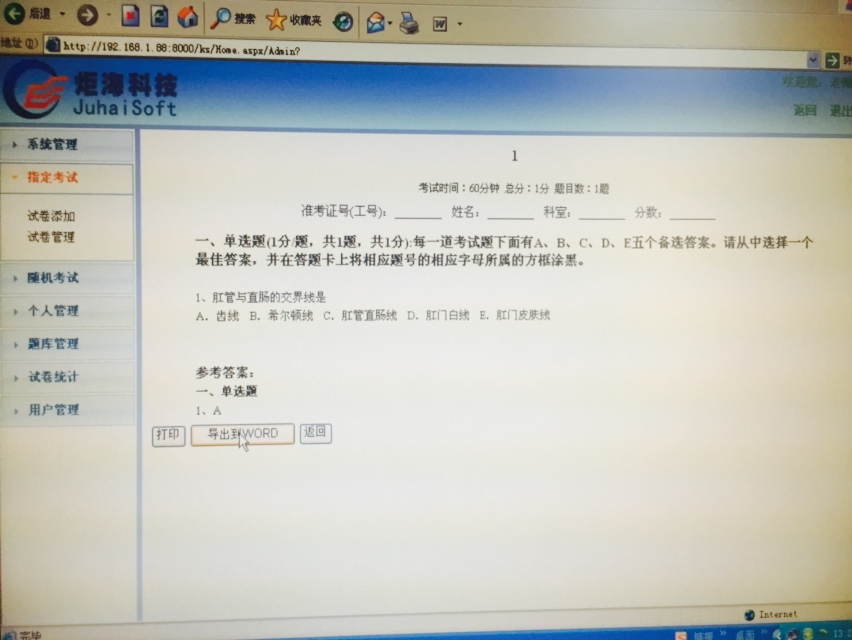 后退
搜索
收藏夹
地址(D)
http://192.168.1.88:8000/ks/Home.aspx/Admin?
炬海科技
JuhaiSoft
返回
系统管理
指定考试
试卷添加
试卷管理
随机考试
个人管理
题库管理
试卷统计
用户管理
1
考试时间：60分钟 总分：1分 题目数：1题
准考证号(工号)：______ 姓名：______ 科室：______ 分数：______
一、单选题(1分/题，共1题，共1分):每一道考试题下面有A、B、C、D、E五个备选答案。请从中选择一个
最佳答案，并在答题卡上将相应题号的相应字母所属的方框涂黑。
1、肛管与直肠的交界线是
A．齿线 B．希尔顿线 C．肛管直肠线 D．肛门白线 E．肛门皮肤线
参考答案：
一、单选题
1、A
打印 导出到WORD 返回
Internet
完毕
桌面